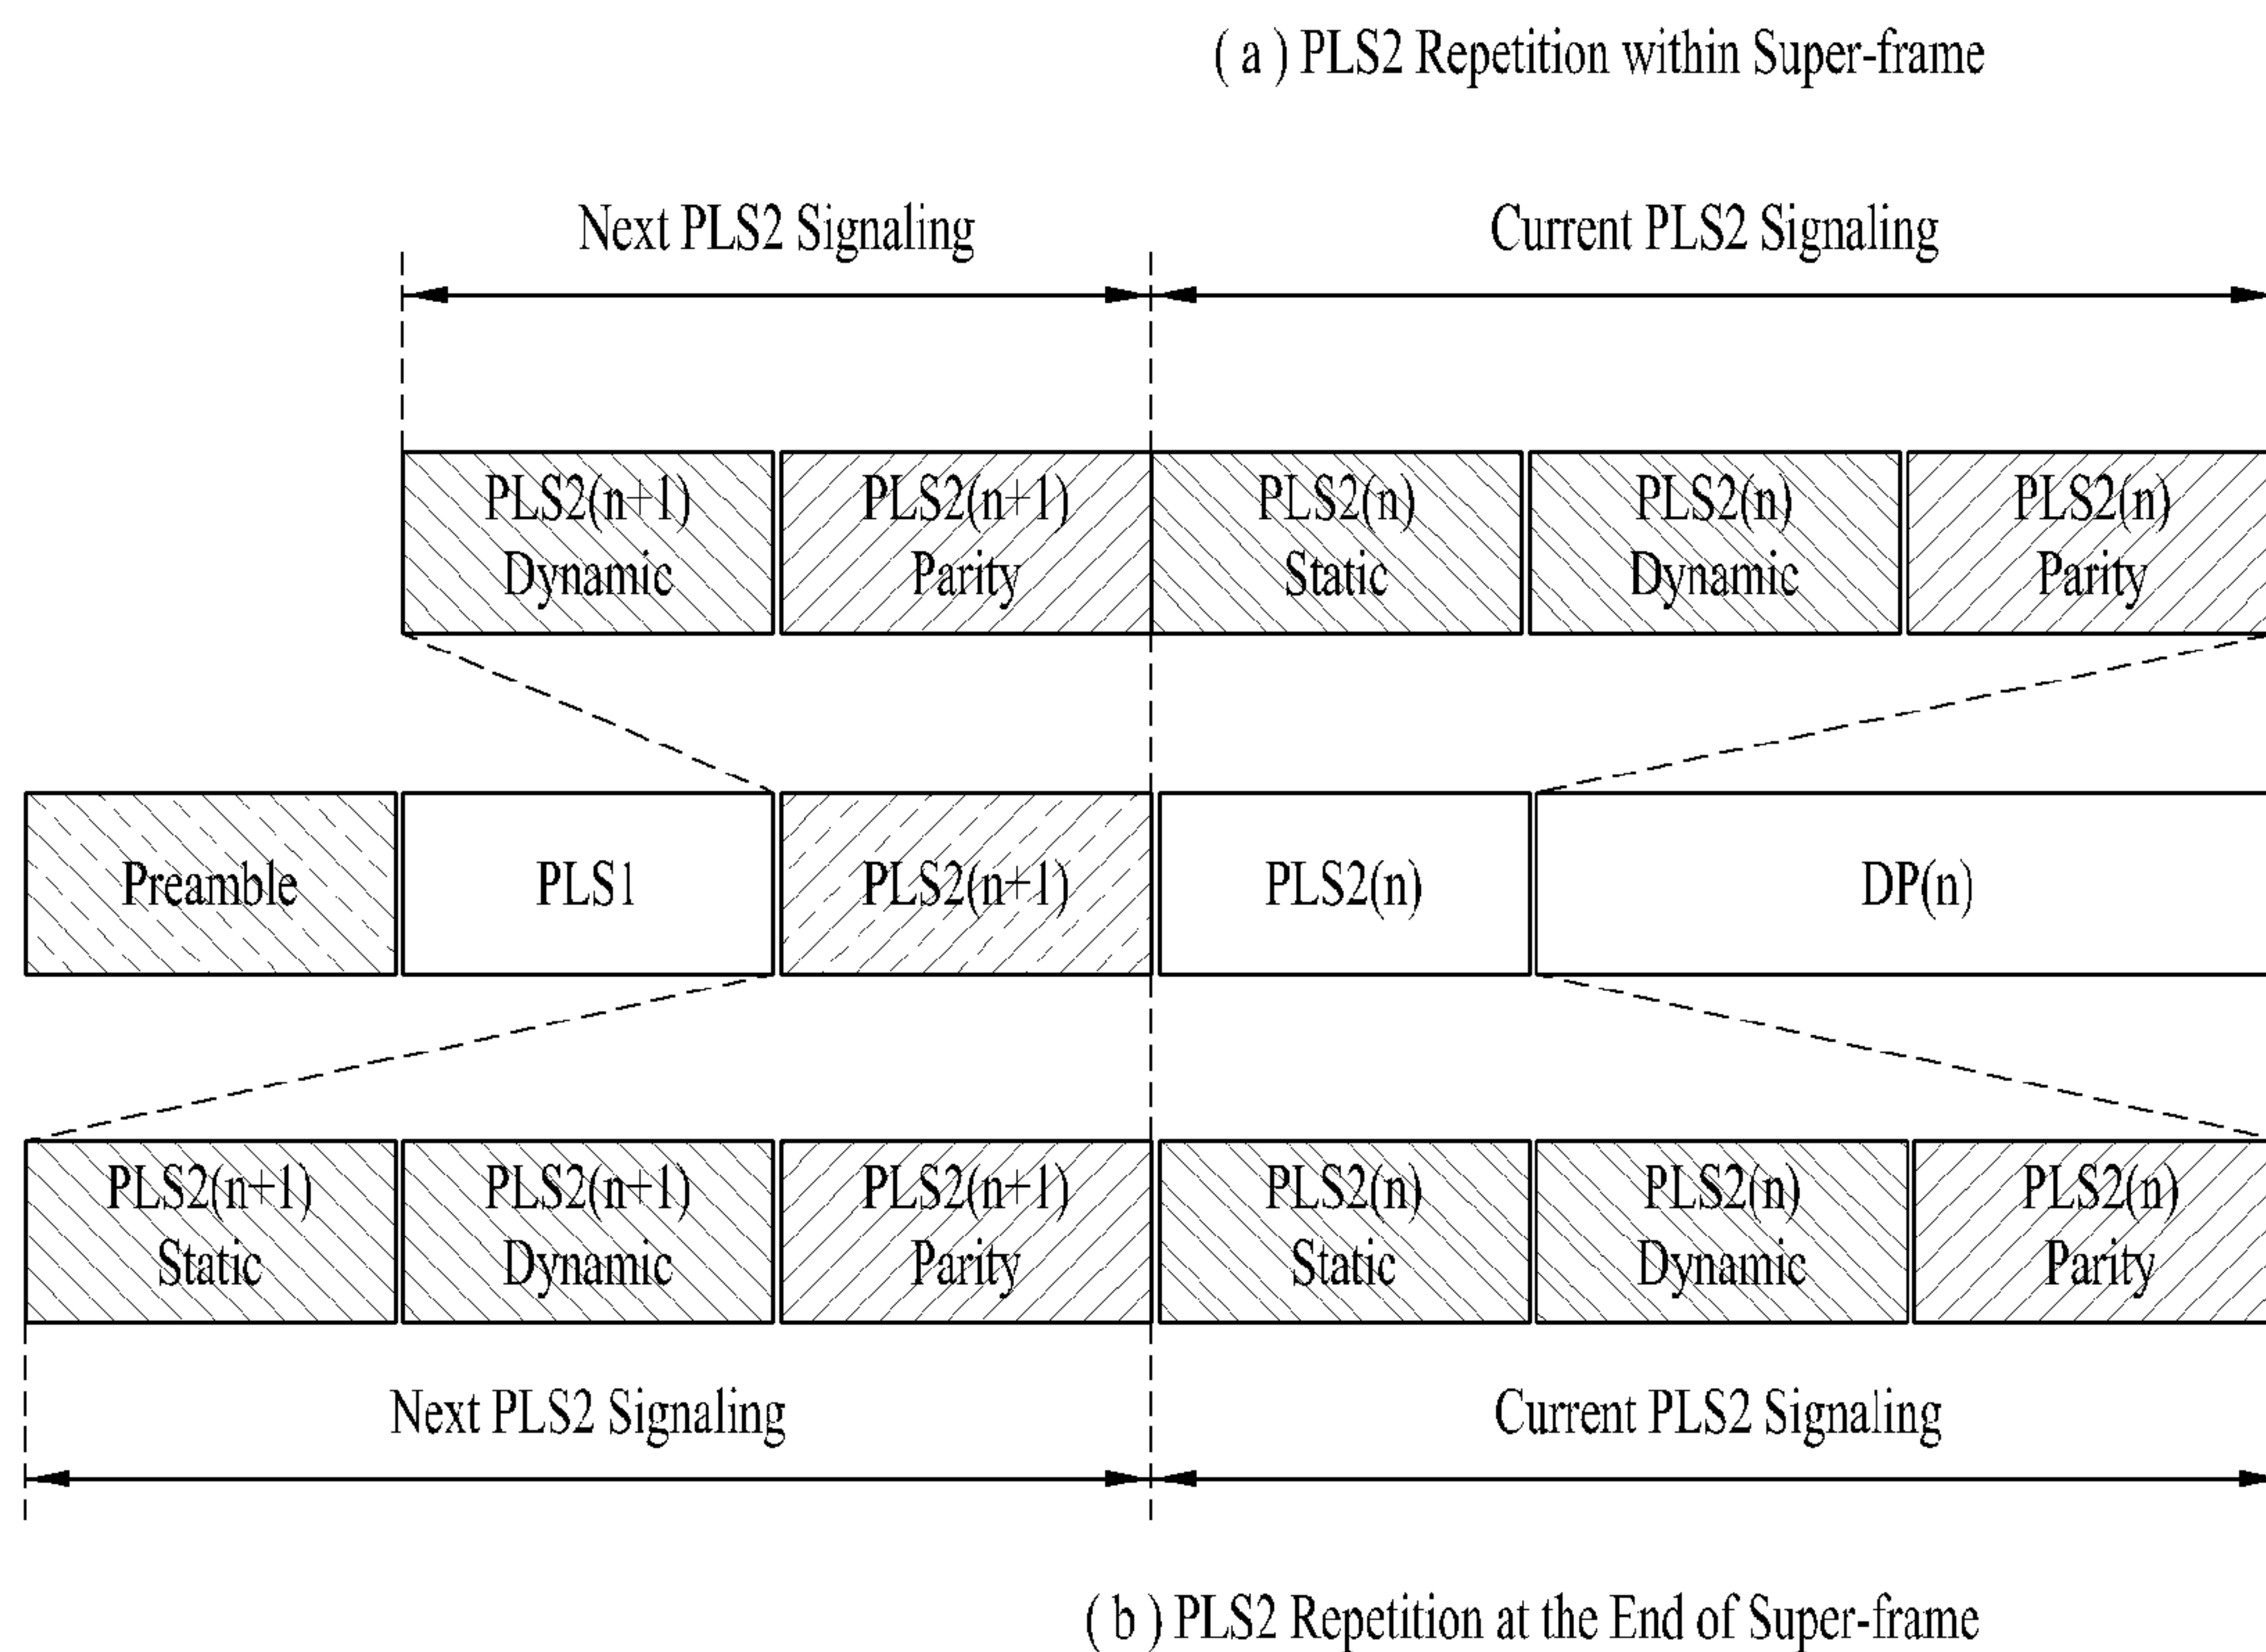 ( a ) PLS2 Repetition within Super-frame
Next PLS2 Signaling
Current PLS2 Signaling
PLS2(n+1)
Dynamic
PLS2(n+1)
Parity
PLS2(n)
Static
PLS2(n)
Dynamic
PLS2(n)
Parity
Preamble
PLS1
PLS2(n+1)
PLS2(n)
DP(n)
PLS2(n+1)
Static
PLS2(n+1)
Dynamic
PLS2(n+1)
Parity
PLS2(n)
Static
PLS2(n)
Dynamic
PLS2(n)
Parity
Next PLS2 Signaling
Current PLS2 Signaling
( b ) PLS2 Repetition at the End of Super-frame